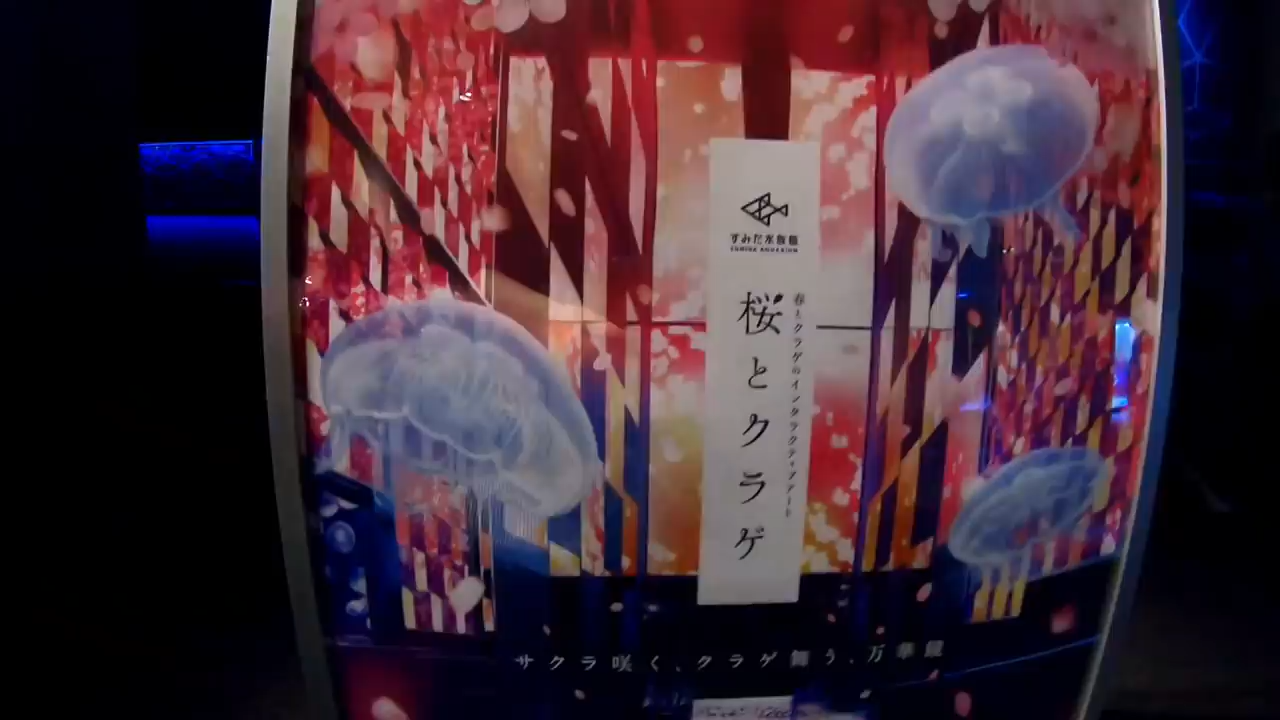 すみだ水族館
SUMIDA AQUARIUM
春とクラゲのインタラクティブアート
桜とクラゲ
サクラ咲く、クラゲ舞う、万華鏡